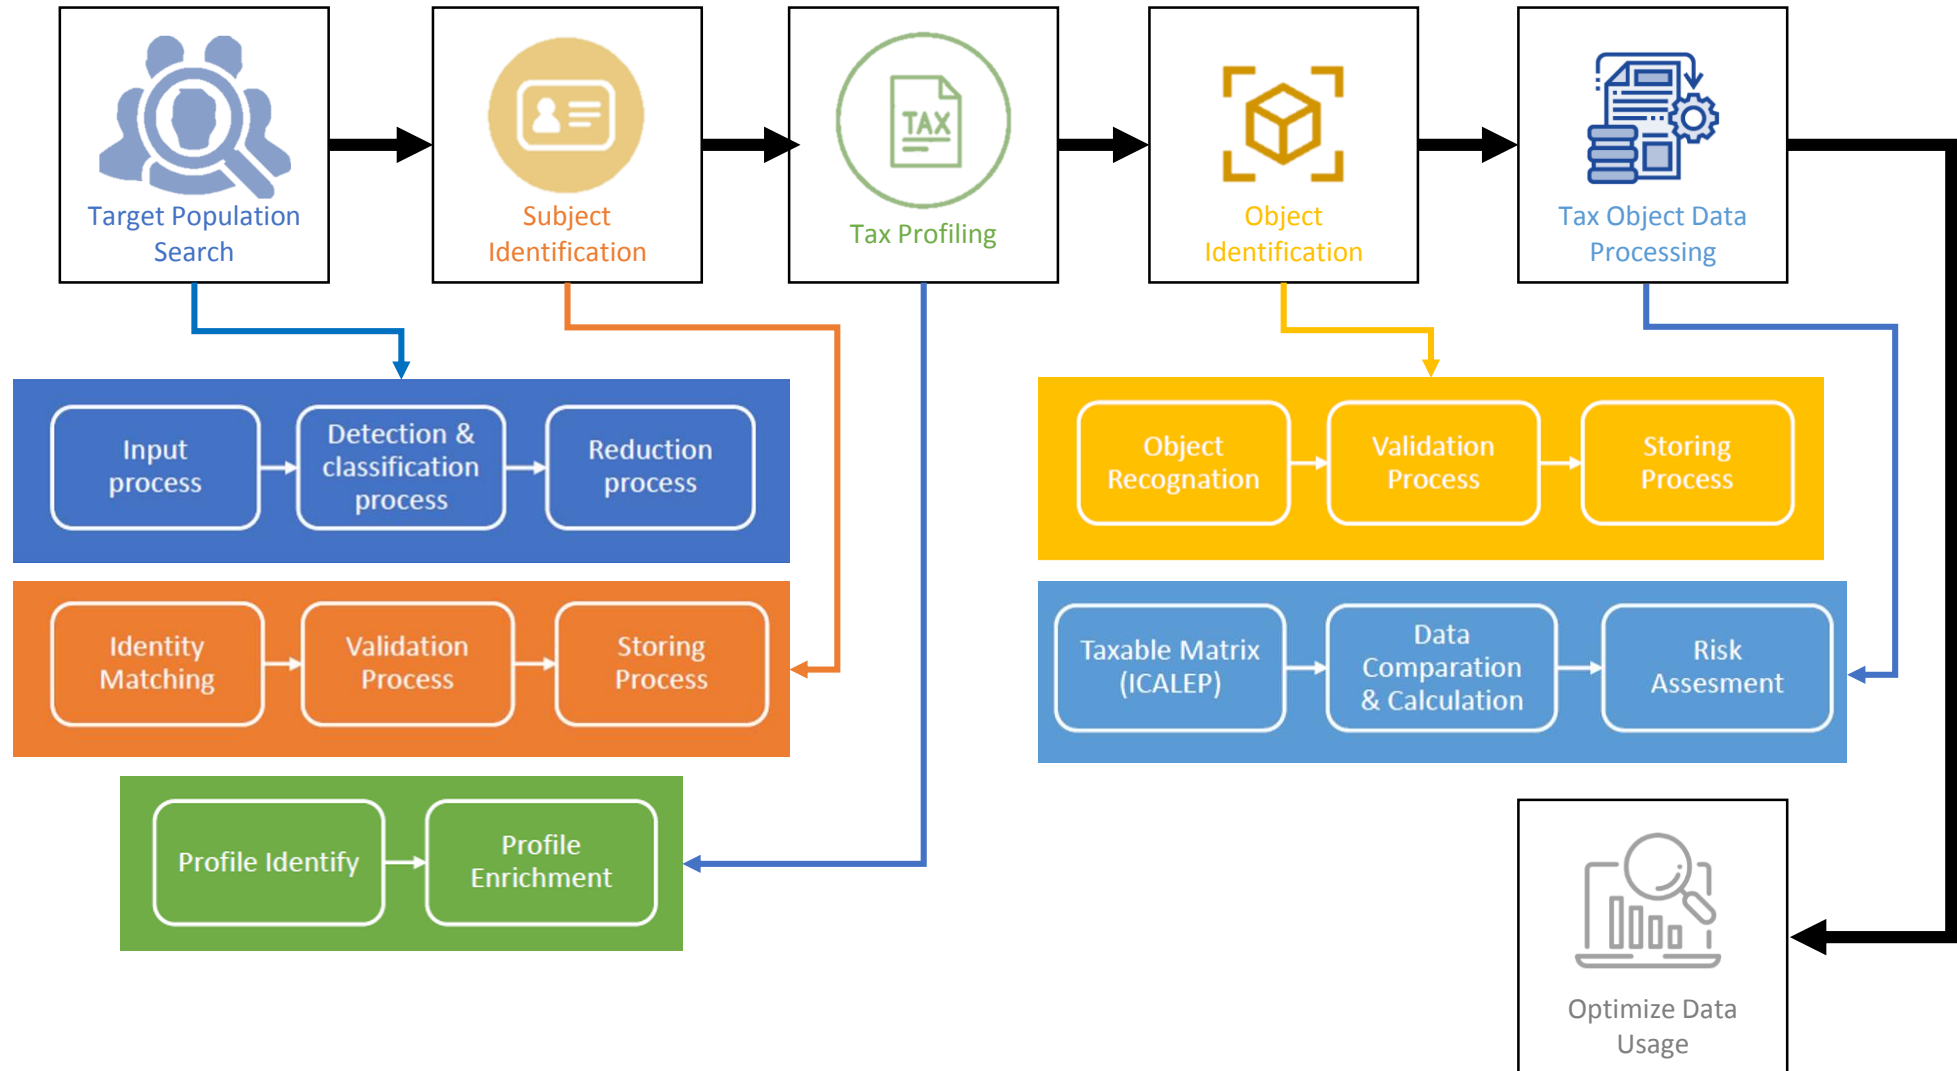 TAX
Target Population
Search
Subject
Identification
Tax Profiling
Object
Identification
Tax Object Data
Processing
Input
process
Detection &
classification
process
Reduction
process
Object
Recognation
Validation
Process
Storing
Process
Identity
Matching
Validation
Process
Storing
Process
Taxable Matrix
(ICALEP)
Data
Comparation
& Calculation
Risk
Assesment
Profile Identify
Profile
Enrichment
Optimize Data
Usage